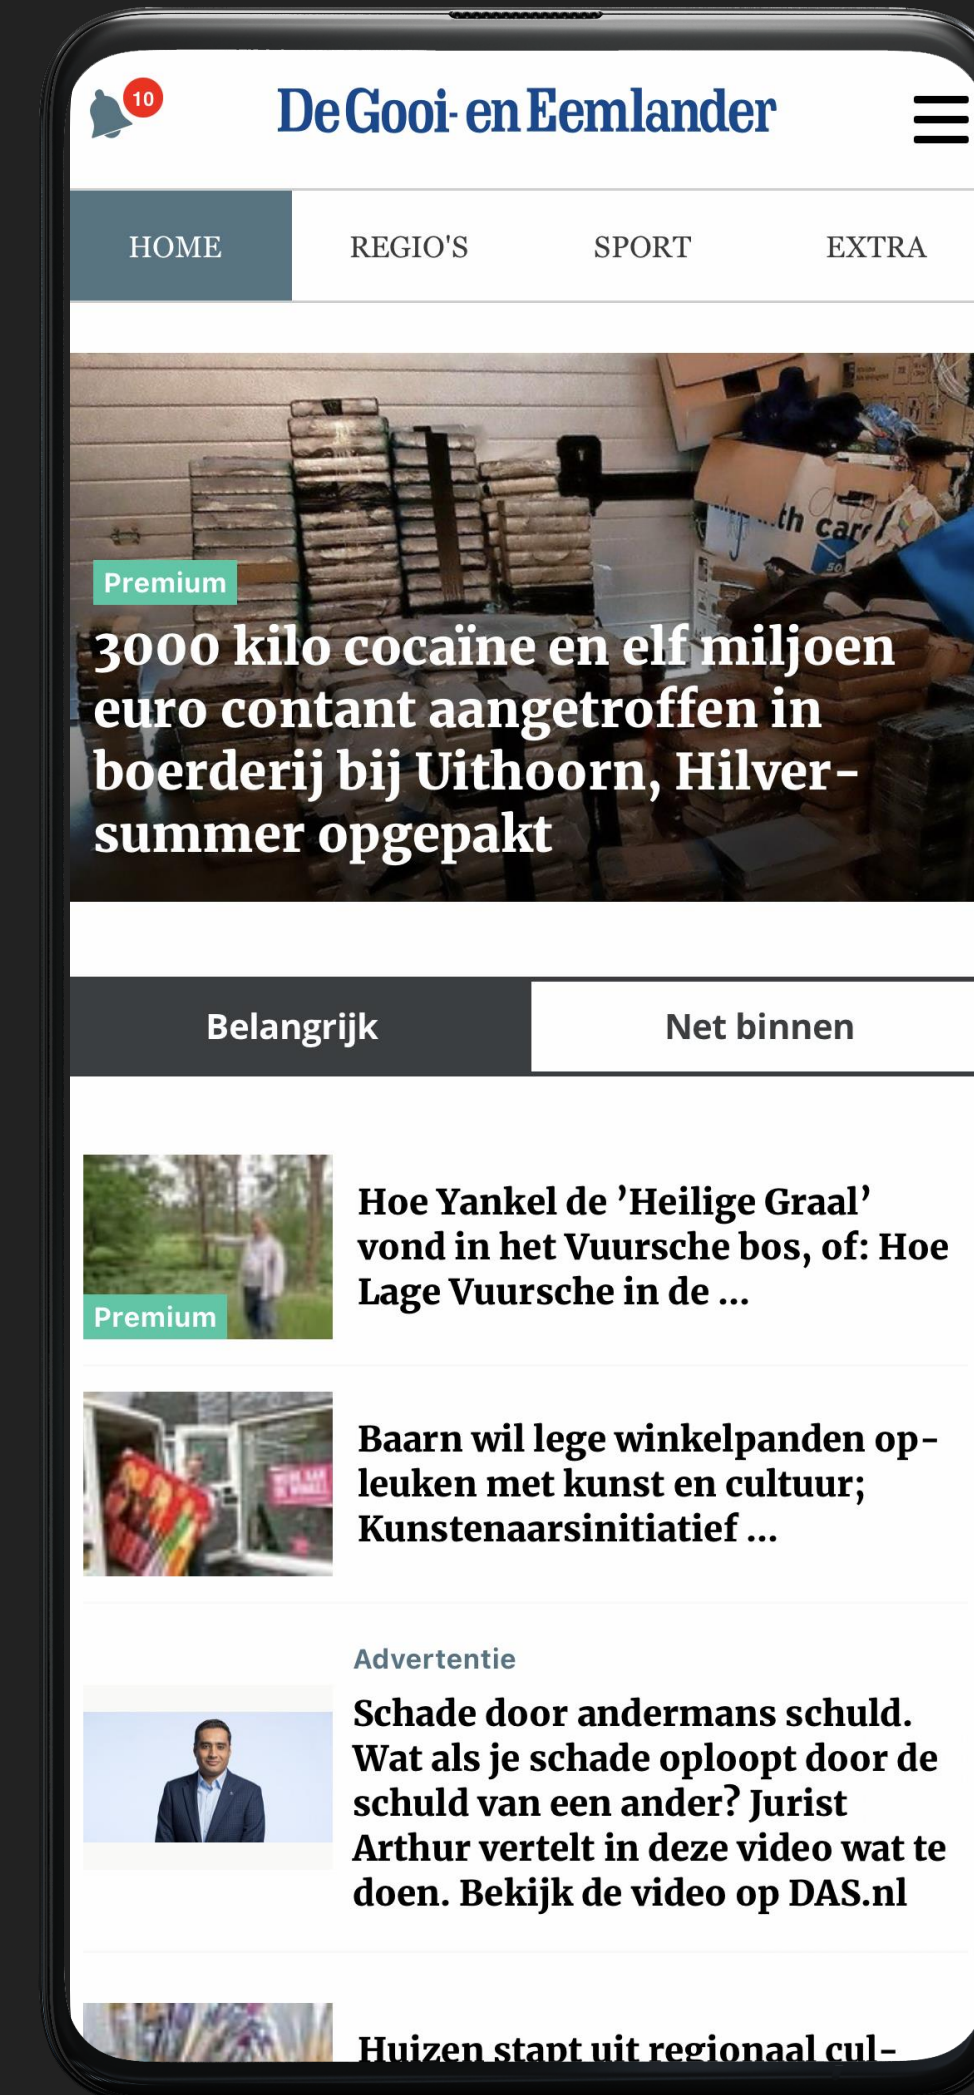 10
De Gooi- en Eemlander
HOME
REGIO'S
SPORT
EXTRA
th care
50
Premium
3000 kilo cocaïne en elf miljoen
euro contant aangetroffen in
boerderij bij Uithoorn, Hilver-
summer opgepakt
Belangrijk
Net binnen
Hoe Yankel de ’Heilige Graal’
vond in het Vuursche bos, of: Hoe
Lage Vuursche in de ...
Premium
Baarn wil lege winkelpanden op-
leuken met kunst en cultuur;
Kunstenaarsinitiatief ...
Advertentie
Schade door andermans schuld.
Wat als je schade oploopt door de
schuld van een ander? Jurist
Arthur vertelt in deze video wat te
doen. Bekijk de video op DAS.nl
Huizen stapt uit regionaal cul-